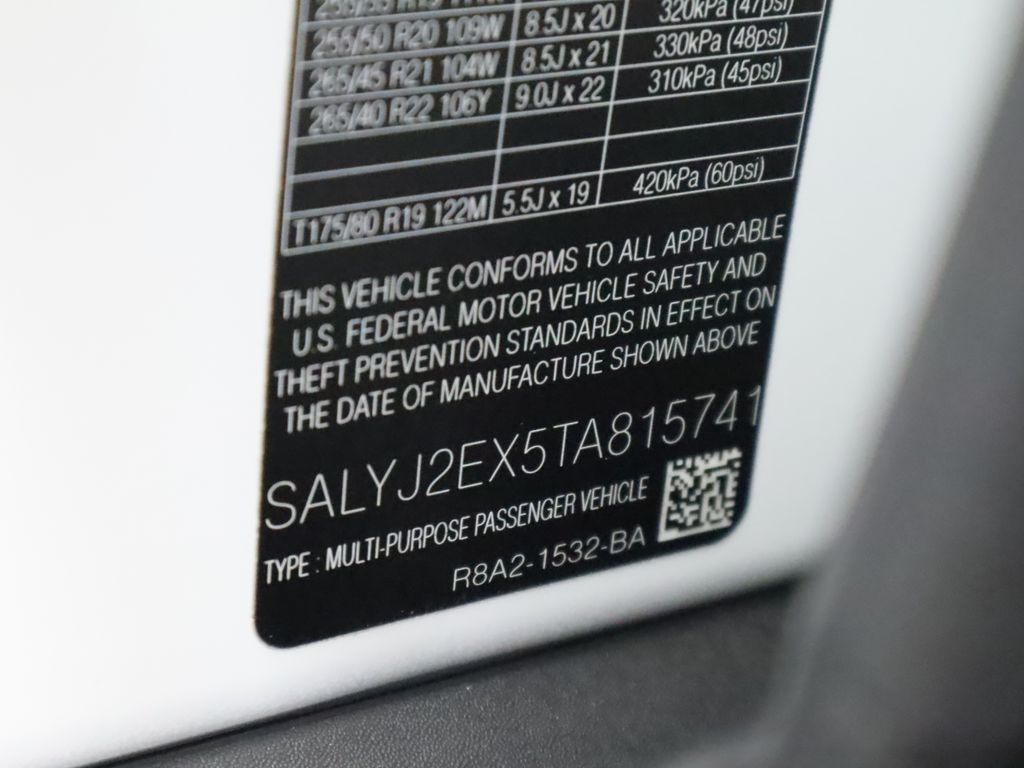 255/50 R20 109W 8.5J x 20 320kPa (47psi)
265/45 R21 104W 8.5J x 21 330kPa (48psi)
265/40 R22 106Y 9.0J x 22 310kPa (45psi)
T175/80 R19 122M 5.5J x 19 420kPa (60psi)
THIS VEHICLE CONFORMS TO ALL APPLICABLE
U.S. FEDERAL MOTOR VEHICLE SAFETY AND
THEFT PREVENTION STANDARDS IN EFFECT ON
THE DATE OF MANUFACTURE SHOWN ABOVE
SALYJ2EX5TA815741
TYPE : MULTI-PURPOSE PASSENGER VEHICLE
R8A2-1532-BA